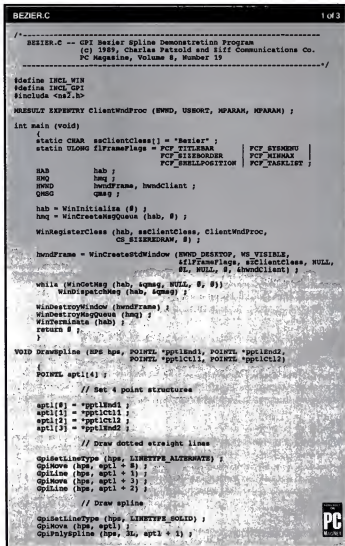 BEZIER.C 1 of 3
/*----------------------------------------------------------------
BEZIER.C -- GPI Bezier Spline Demonstration Program
(c) 1989, Charles Petzold and Ziff Communications Co.
PC Magazine, Volume 8, Number 19
----------------------------------------------------------------*/
#define INCL_WIN
#define INCL_GPI
#include <os2.h>
MRESULT EXPENTRY ClientWndProc (HWND, USHORT, MPARAM, MPARAM) ;
int main (void)
{
static CHAR szClientClass[] = "Bezier" ;
static ULONG flFrameFlags = FCF_TITLEBAR | FCF_SYSMENU |
FCF_SIZEBORDER | FCF_MINMAX |
FCF_SHELLPOSITION | FCF_TASKLIST ;
HAB hab ;
HMQ hmq ;
HWND hwndFrame, hwndClient ;
QMSG qmsg ;
hab = WinInitialize (0) ;
hmq = WinCreateMsgQueue (hab, 0) ;
WinRegisterClass (hab, szClientClass, ClientWndProc,
CS_SIZEREDRAW, 0) ;
hwndFrame = WinCreateStdWindow (HWND_DESKTOP, WS_VISIBLE,
&flFrameFlags, szClientClass, NULL,
0L, NULL, 0, &hwndClient) ;
while (WinGetMsg (hab, &qmsg, NULL, 0, 0))
WinDispatchMsg (hab, &qmsg) ;
WinDestroyWindow (hwndFrame) ;
WinDestroyMsgQueue (hmq) ;
WinTerminate (hab) ;
return 0 ;
}
VOID DrawSpline (HPS hps, POINTL *pptlEnd1, POINTL *pptlEnd2,
POINTL *pptlCtl1, POINTL *pptlCtl2)
{
POINTL aptl[4] ;
// Set 4 point structures
aptl[0] = *pptlEnd1 ;
aptl[1] = *pptlCtl1 ;
aptl[2] = *pptlCtl2 ;
aptl[3] = *pptlEnd2 ;
// Draw dotted straight lines
GpiSetLineType (hps, LINETYPE_ALTERNATE) ;
GpiMove (hps, aptl + 0) ;
GpiLine (hps, aptl + 1) ;
GpiMove (hps, aptl + 3) ;
GpiLine (hps, aptl + 2) ;
// Draw spline
GpiSetLineType (hps, LINETYPE_SOLID) ;
GpiMove (hps, aptl) ;
GpiPolySpline (hps, 3L, aptl + 1) ;
PC
MagNet